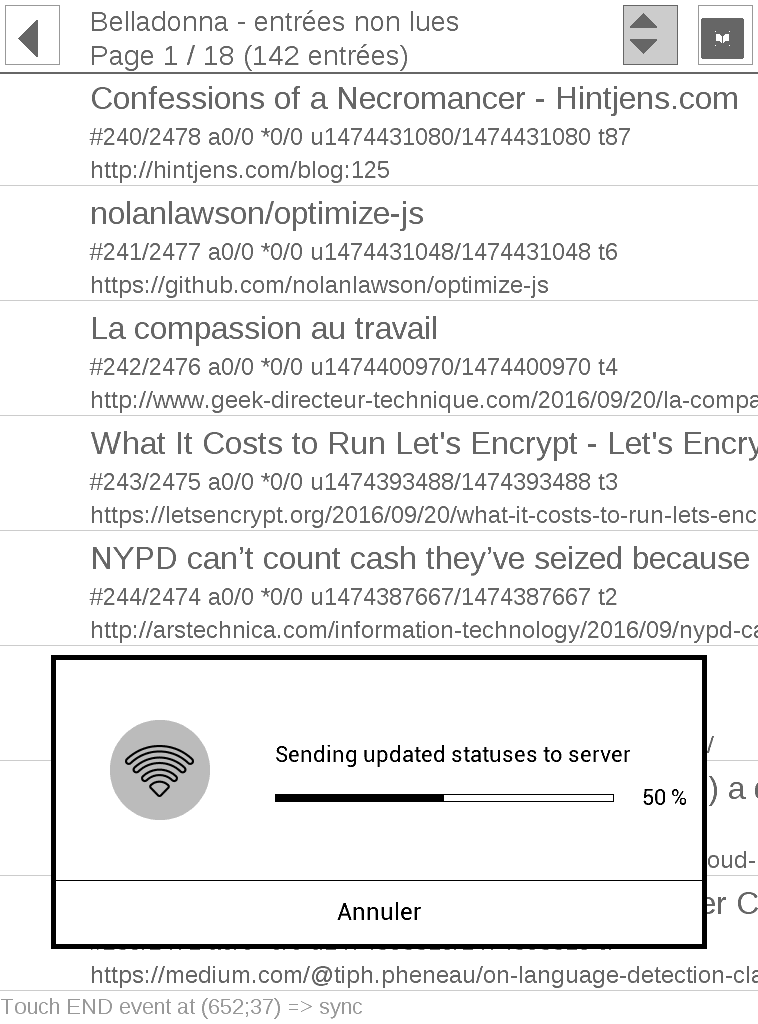 Belladonna - entrées non lues
Page 1 / 18 (142 entrées)
Confessions of a Necromancer - Hintjens.com
#240/2478 a0/0 *0/0 u1474431080/1474431080 t87
http://hintjens.com/blog:125
nolanlawson/optimize-js
#241/2477 a0/0 *0/0 u1474431048/1474431048 t6
https://github.com/nolanlawson/optimize-js
La compassion au travail
#242/2476 a0/0 *0/0 u1474400970/1474400970 t4
http://www.geek-directeur-technique.com/2016/09/20/la-compa
What It Costs to Run Let's Encrypt - Let's Encry
#243/2475 a0/0 *0/0 u1474393488/1474393488 t3
https://letsencrypt.org/2016/09/20/what-it-costs-to-run-lets-enc
NYPD can’t count cash they’ve seized because
#244/2474 a0/0 *0/0 u1474387667/1474387667 t2
http://arstechnica.com/information-technology/2016/09/nypd-ca
/
) a
oud-
er C
Sending updated statuses to server
50 %
Annuler
https://medium.com/@tiph.pheneau/on-language-detection-cla
Touch END event at (652;37) => sync